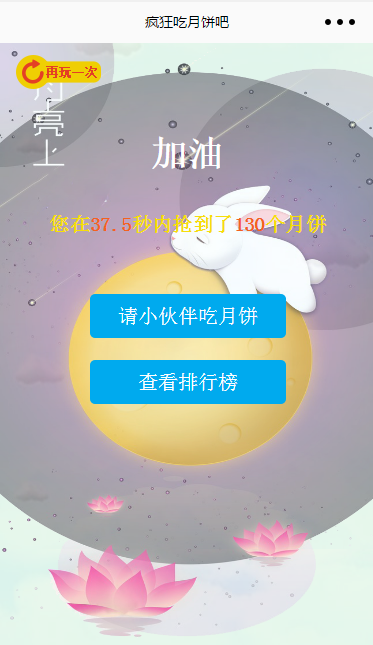 疯狂吃月饼吧
再玩一次
月亮上
加油
您在37.5秒内抢到了130个月饼
请小伙伴吃月饼
查看排行榜